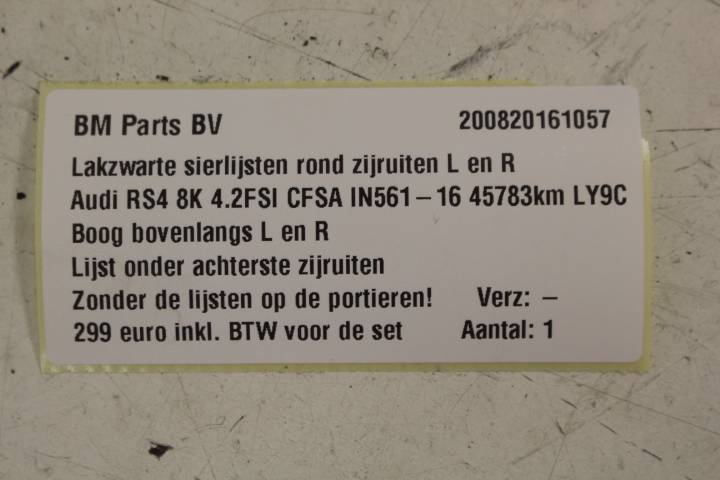 BM Parts BV 200820161057
Lakzwarte sierlijsten rond zijruiten L en R
Audi RS4 8K 4.2FSI CFSA IN561-16 45783km LY9C
Boog bovenlangs L en R
Lijst onder achterste zijruiten
Zonder de lijsten op de portieren! Verz: -
299 euro inkl. BTW voor de set Aantal: 1